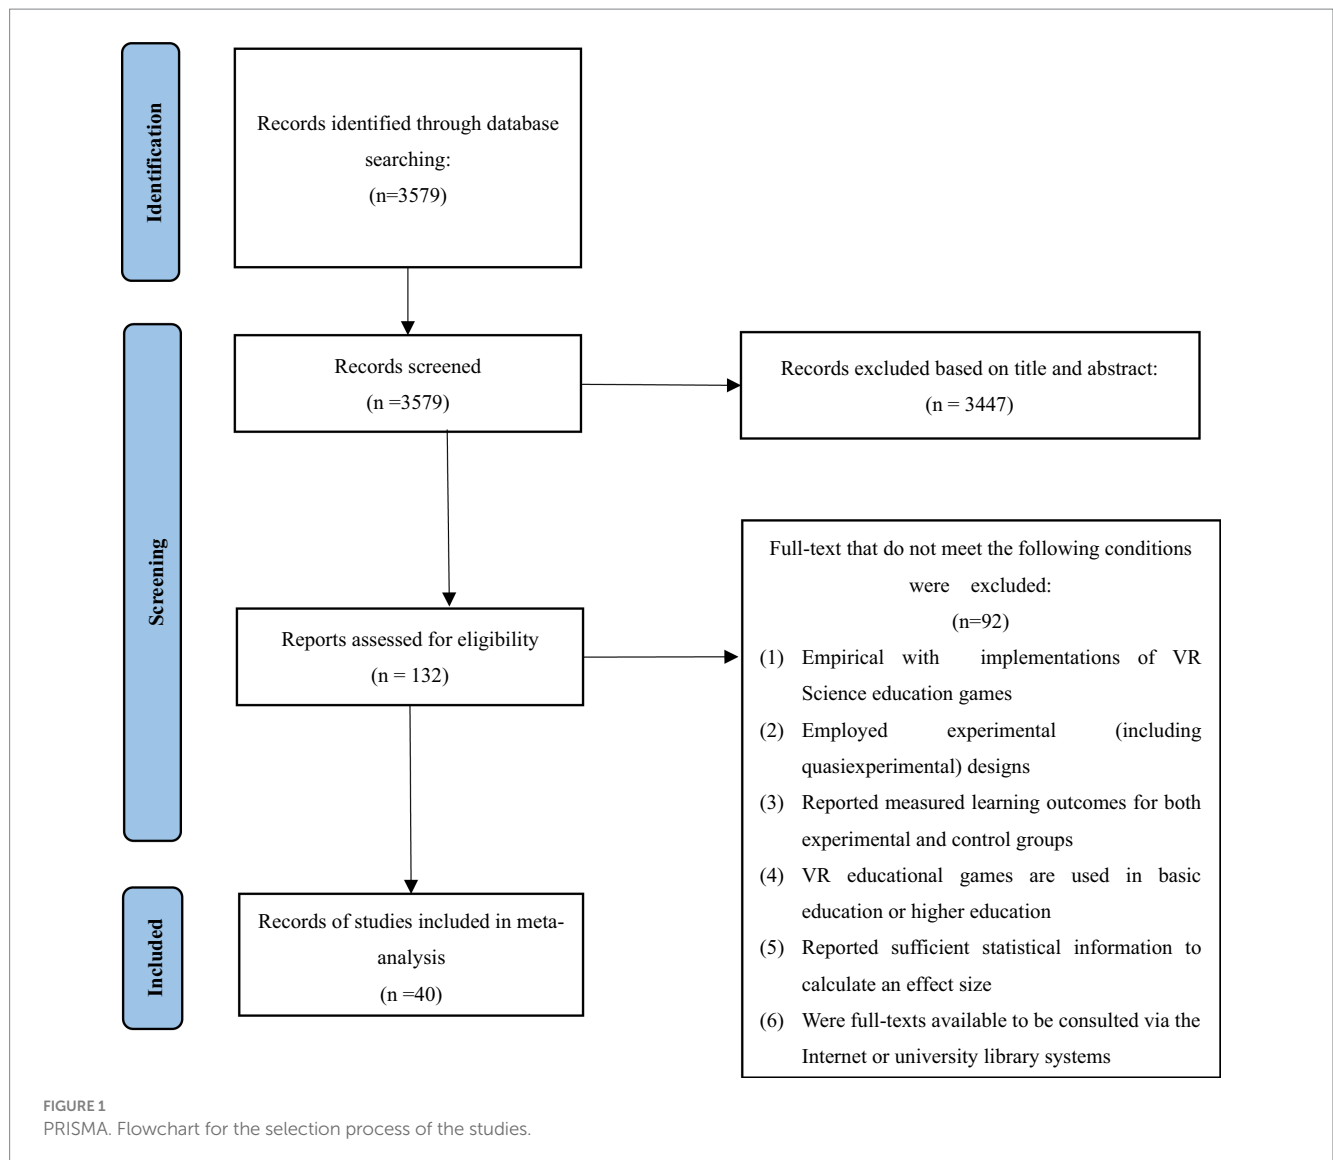 Identification
Records identified through database
searching:
(n=3579)
Screening
Records screened
(n =3579)
Records excluded based on title and abstract:
(n = 3447)
Reports assessed for eligibility
(n = 132)
Full-text that do not meet the following conditions
were excluded:
(n=92)
(1) Empirical with implementations of VR
Science education games
(2) Employed experimental (including
quasiexperimental) designs
(3) Reported measured learning outcomes for both
experimental and control groups
(4) VR educational games are used in basic
education or higher education
(5) Reported sufficient statistical information to
calculate an effect size
(6) Were full-texts available to be consulted via the
Internet or university library systems
Included
Records of studies included in meta-
analysis
(n =40)
FIGURE 1
PRISMA. Flowchart for the selection process of the studies.